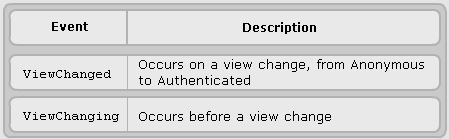 Event Description
ViewChanged Occurs on a view change, from Anonymous
to Authenticated
ViewChanging Occurs before a view change